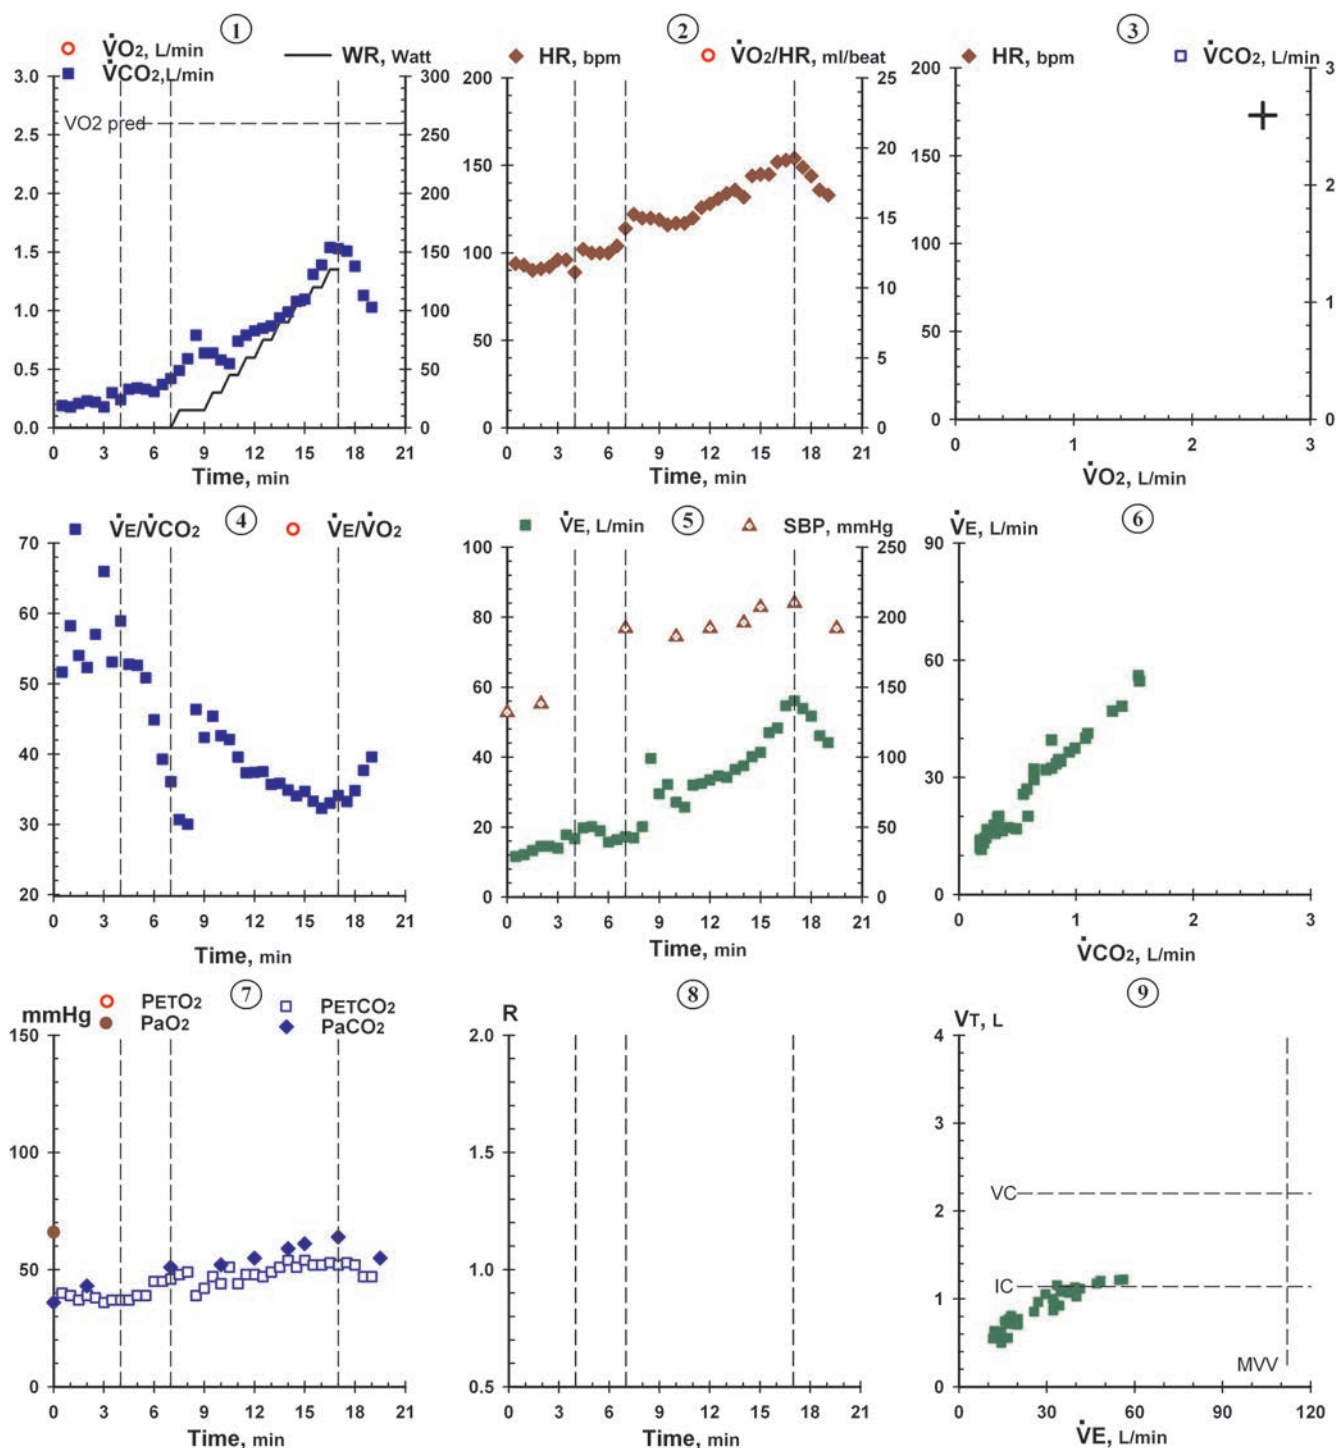 1
V̇O2, L/min
V̇CO2,L/min
WR, Watt
VO2 pred
3.0
2.5
2.0
1.5
1.0
0.5
0.0
300
250
200
150
100
50
0
0 3 6 9 12 15 18 21
Time, min
2
HR, bpm
V̇O2/HR, ml/beat
200
150
100
50
0
25
20
15
10
5
0
0 3 6 9 12 15 18 21
Time, min
3
HR, bpm
V̇CO2, L/min
200
150
100
50
0
3
2
1
0
0 1 2 3
V̇O2, L/min
4
V̇E/V̇CO2
V̇E/V̇O2
70
60
50
40
30
20
0 3 6 9 12 15 18 21
Time, min
5
V̇E, L/min
SBP, mmHg
100
80
60
40
20
0
250
200
150
100
50
0
0 3 6 9 12 15 18 21
Time, min
6
V̇E, L/min
90
60
30
0
0 1 2 3
V̇CO2, L/min
7
mmHg
PETO2
PaO2
PETCO2
PaCO2
150
100
50
0
0 3 6 9 12 15 18 21
Time, min
8
R
2.0
1.5
1.0
0.5
0 3 6 9 12 15 18 21
Time, min
9
VT, L
4
3
2
1
0
VC
IC
MVV
0 30 60 90 120
V̇E, L/min